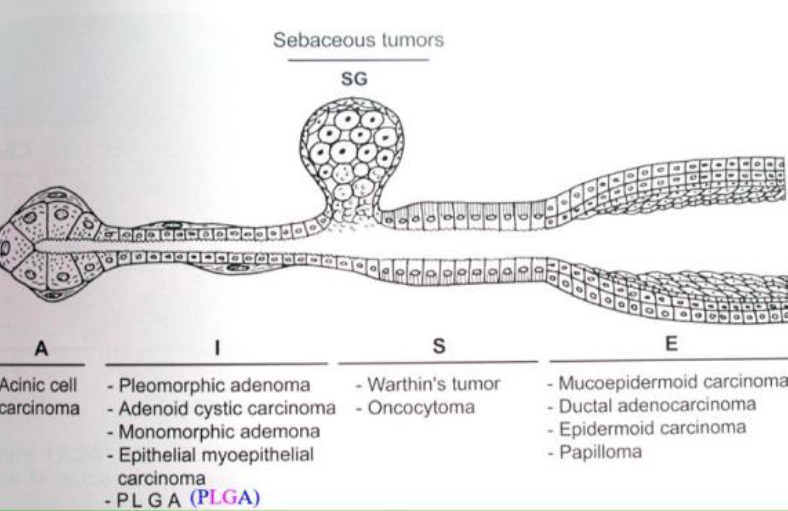 Sebaceous tumors
SG
A
Acinic cell
carcinoma
I
- Pleomorphic adenoma
- Adenoid cystic carcinoma
- Monomorphic ademona
- Epithelial myoepithelial
carcinoma
- P L G A (PLGA)
S
- Warthin's tumor
- Oncocytoma
E
- Mucoepidermoid carcinoma
- Ductal adenocarcinoma
- Epidermoid carcinoma
- Papilloma